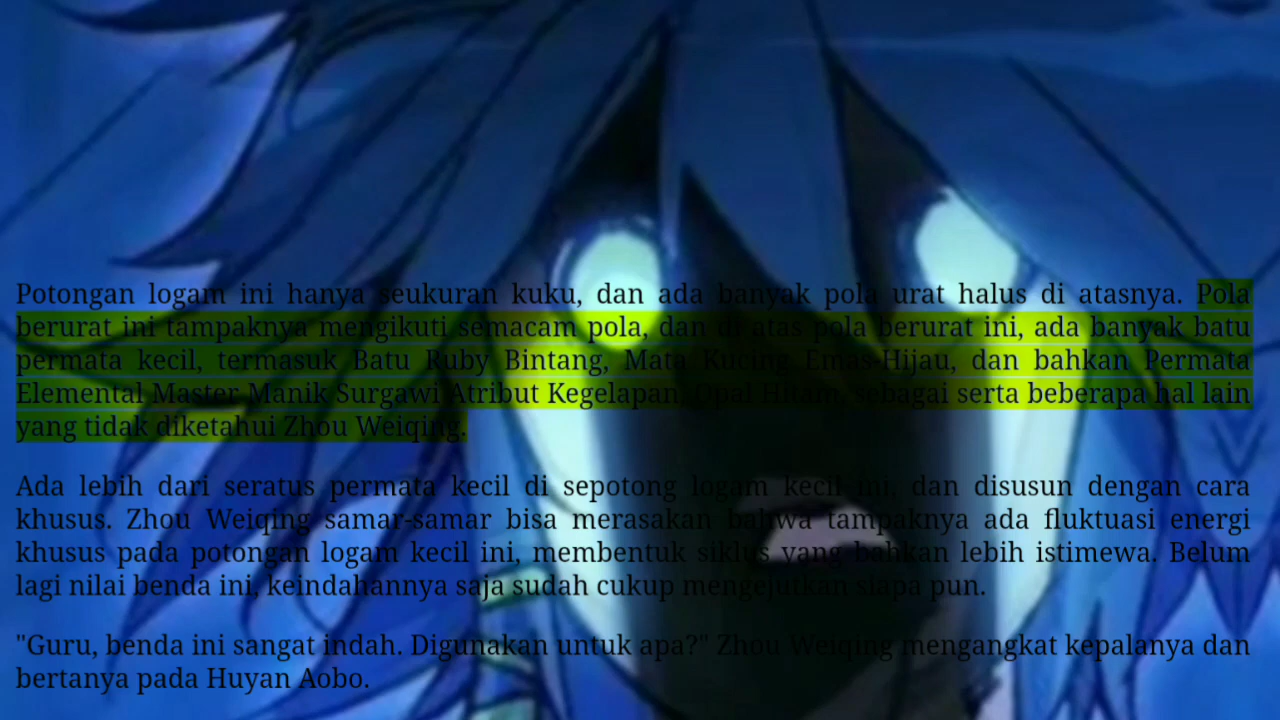 Potongan logam ini hanya seukuran kuku, dan ada banyak pola urat halus di atasnya. Pola
berurat ini tampaknya mengikuti semacam pola, dan di atas pola berurat ini, ada banyak batu
permata kecil, termasuk Batu Ruby Bintang, Mata Kucing Emas-Hijau, dan bahkan Permata
Elemental Master Manik Surgawi Atribut Kegelapan, Opal Hitam, sebagai serta beberapa hal lain
yang tidak diketahui Zhou Weiqing.
Ada lebih dari seratus permata kecil di sepotong logam kecil ini, dan disusun dengan cara
khusus. Zhou Weiqing samar-samar bisa merasakan bahwa tampaknya ada fluktuasi energi
khusus pada potongan logam kecil ini, membentuk siklus yang bahkan lebih istimewa. Belum
lagi nilai benda ini, keindahannya saja sudah cukup mengejutkan siapa pun.
"Guru, benda ini sangat indah. Digunakan untuk apa?" Zhou Weiqing mengangkat kepalanya dan
bertanya pada Huyan Aobo.